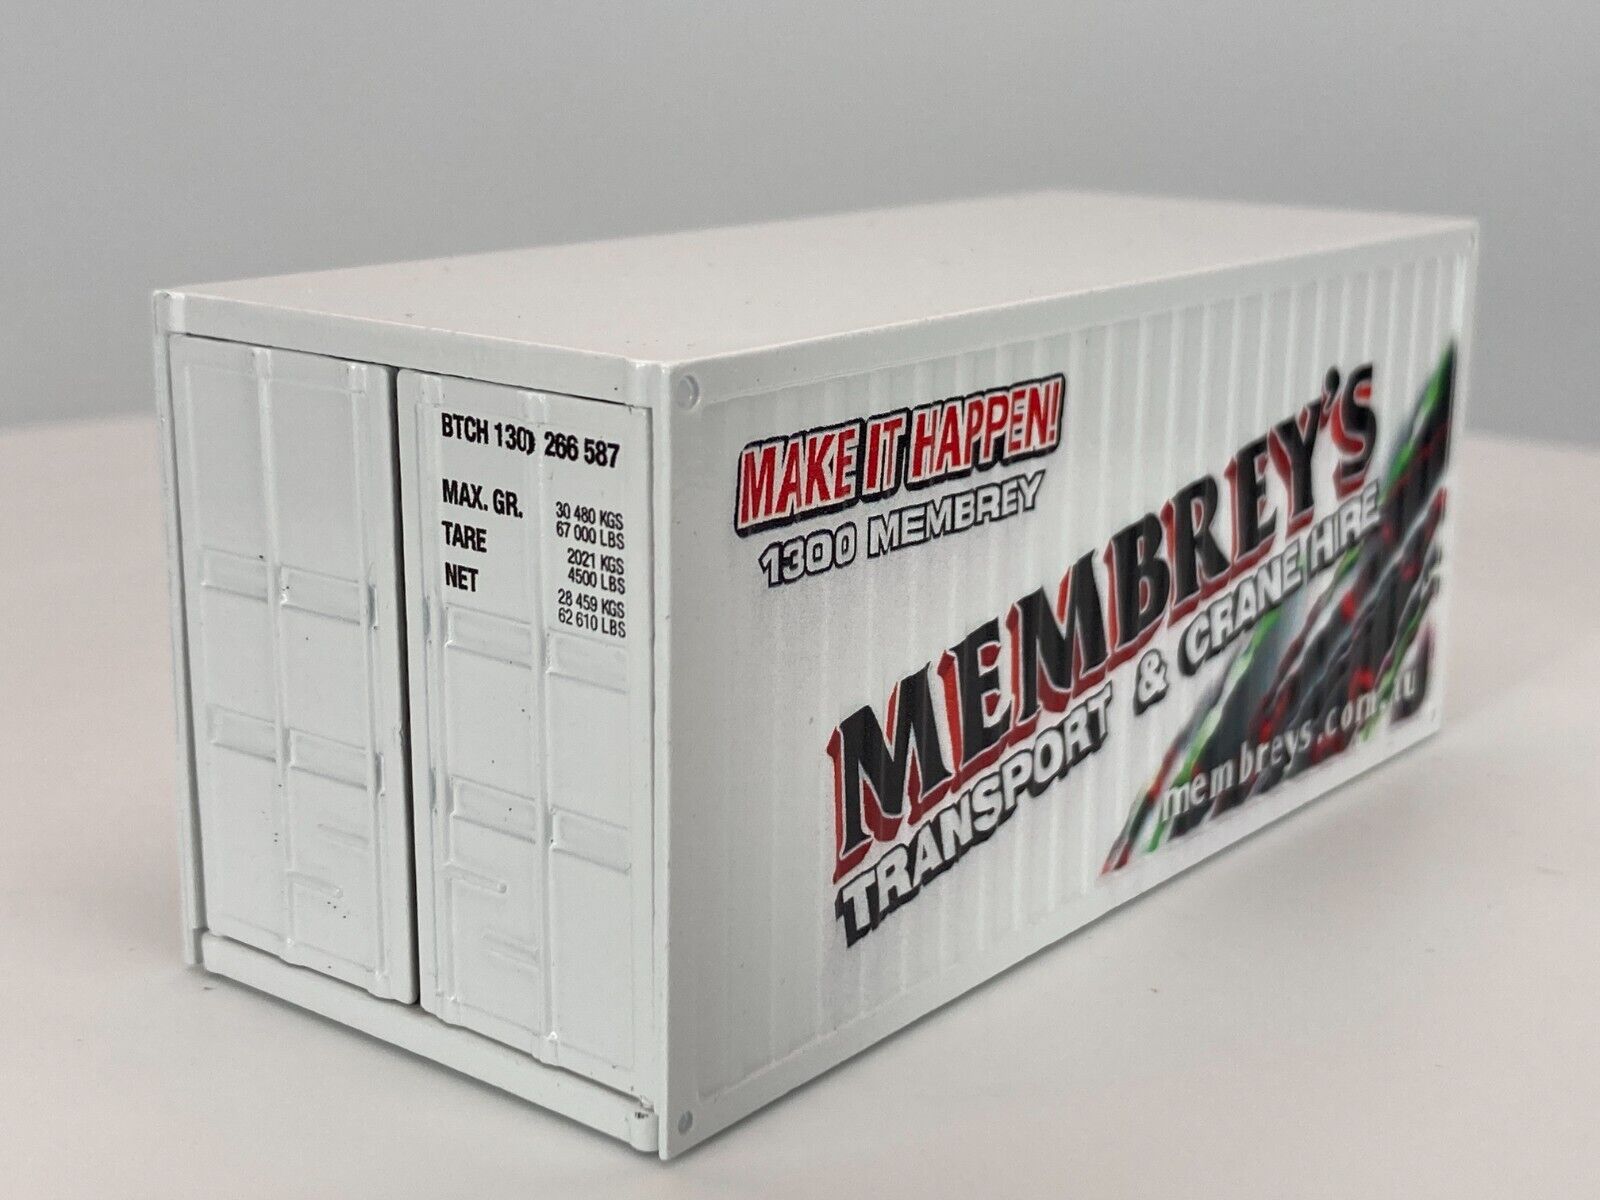 BTCH 1300 266 587
MAX. GR. 30 480 KGS
67 000 LBS
TARE 2021 KGS
4500 LBS
NET 28 459 KGS
62 610 LBS
MAKE IT HAPPEN!
1300 MEMBREY
MEMBREY'S
TRANSPORT & CRANE HIRE
membreys.com.au